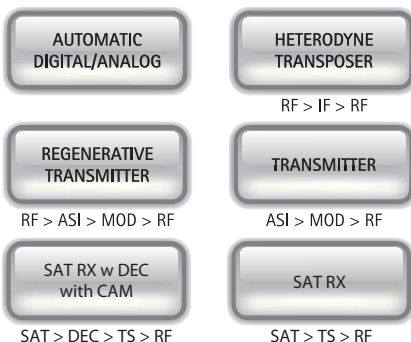 AUTOMATIC
DIGITAL/ANALOG
HETERODYNE
TRANSPOSER
RF > IF > RF
REGENERATIVE
TRANSMITTER
RF > ASI > MOD > RF
TRANSMITTER
ASI > MOD > RF
SAT RX w DEC
with CAM
SAT > DEC > TS > RF
SAT RX
SAT > TS > RF